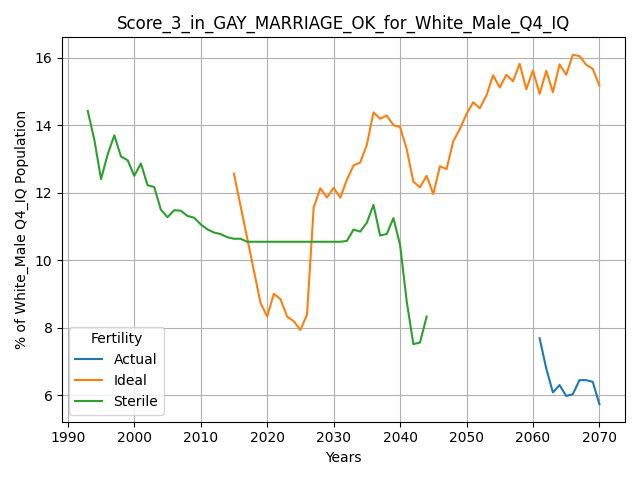 Score_3_in_GAY_MARRIAGE_OK_for_White_Male_Q4_IQ
% of White_Male Q4_IQ Population
16
14
12
10
8
6
Fertility
Actual
Ideal
Sterile
1990 2000 2010 2020 2030 2040 2050 2060 2070
Years